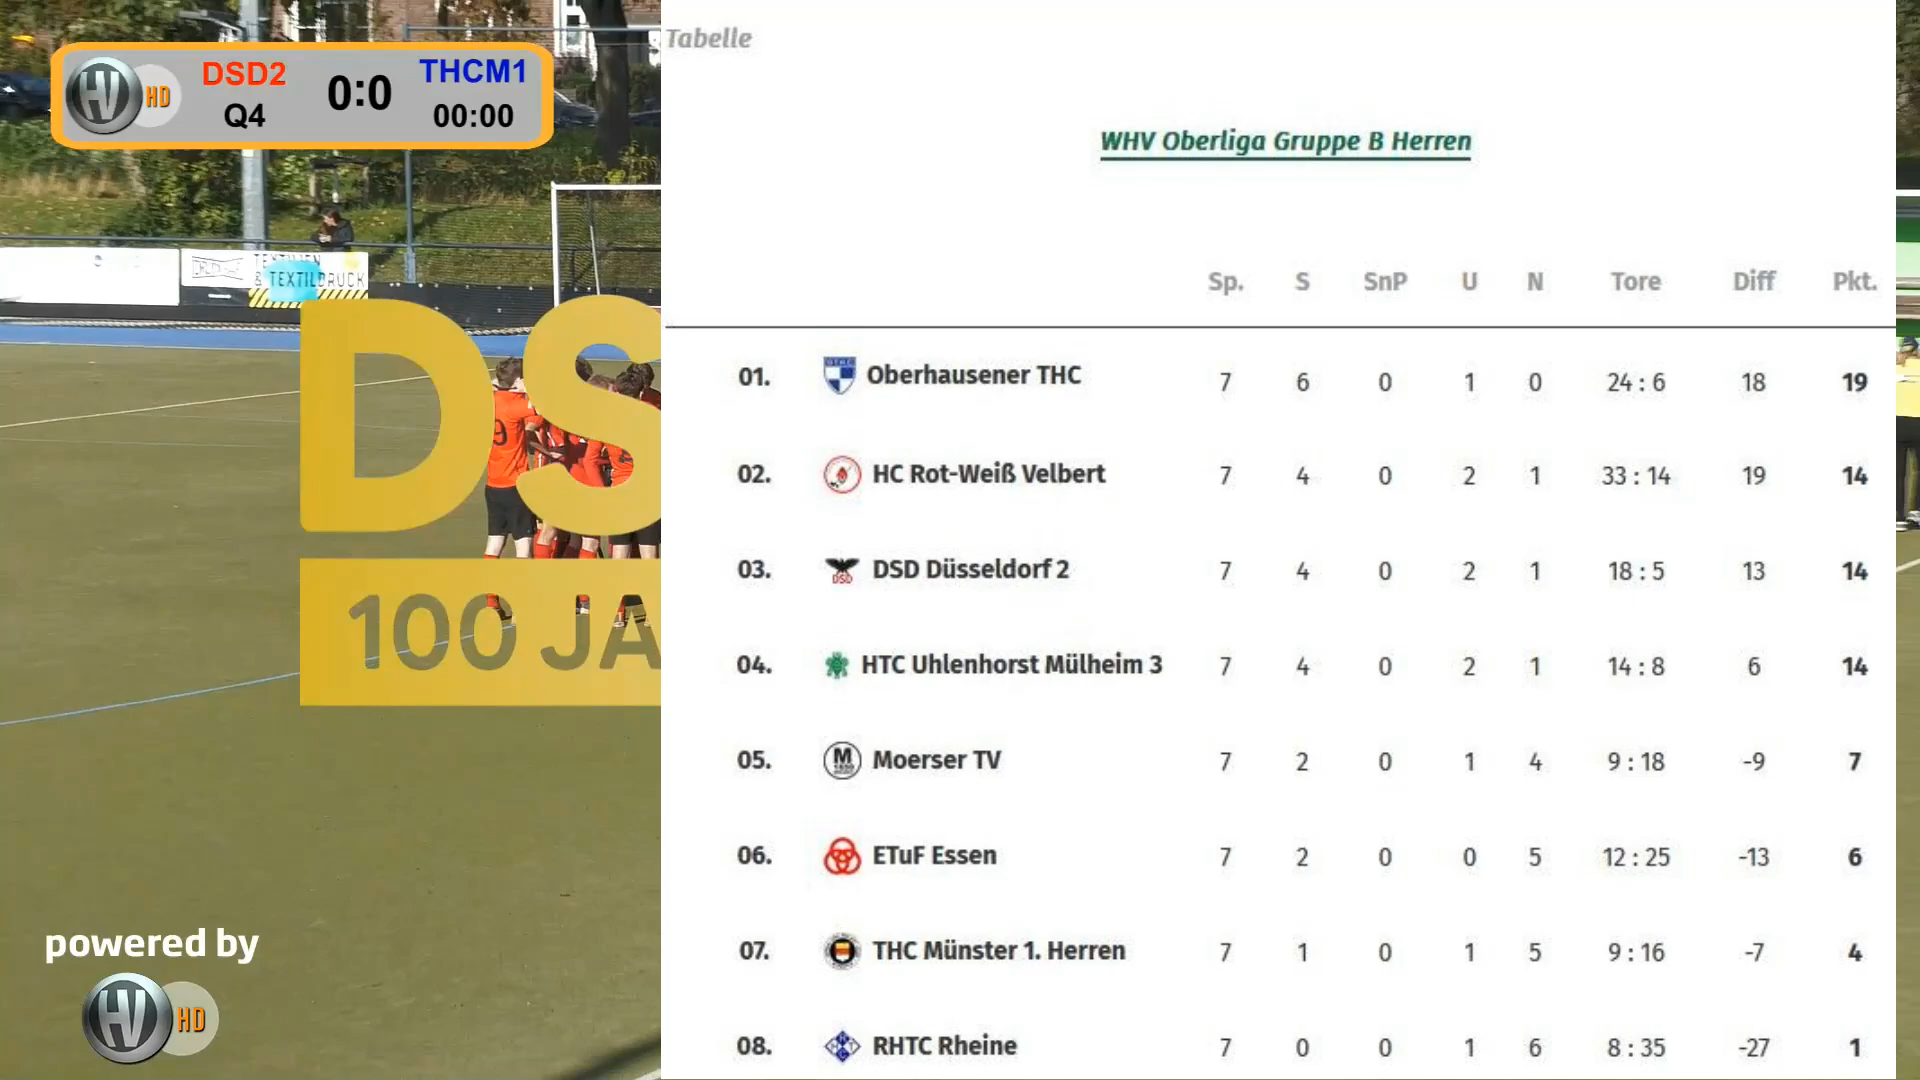 DSD2 0:0 THCM1
HD Q4 00:00
TEXTILIEN
& TEXTILDRUCK
DS
100 JA
9
powered by
HD
Tabelle
WHV Oberliga Gruppe B Herren
Sp. S SnP U N Tore Diff Pkt.
01. Oberhausener THC 7 6 0 1 0 24 : 6 18 19
02. HC Rot-Weiß Velbert 7 4 0 2 1 33 : 14 19 14
03. DSD Düsseldorf 2 7 4 0 2 1 18 : 5 13 14
04. HTC Uhlenhorst Mülheim 3 7 4 0 2 1 14 : 8 6 14
05. Moerser TV 7 2 0 1 4 9 : 18 -9 7
06. ETuF Essen 7 2 0 0 5 12 : 25 -13 6
07. THC Münster 1. Herren 7 1 0 1 5 9 : 16 -7 4
08. RHTC Rheine 7 0 0 1 6 8 : 35 -27 1